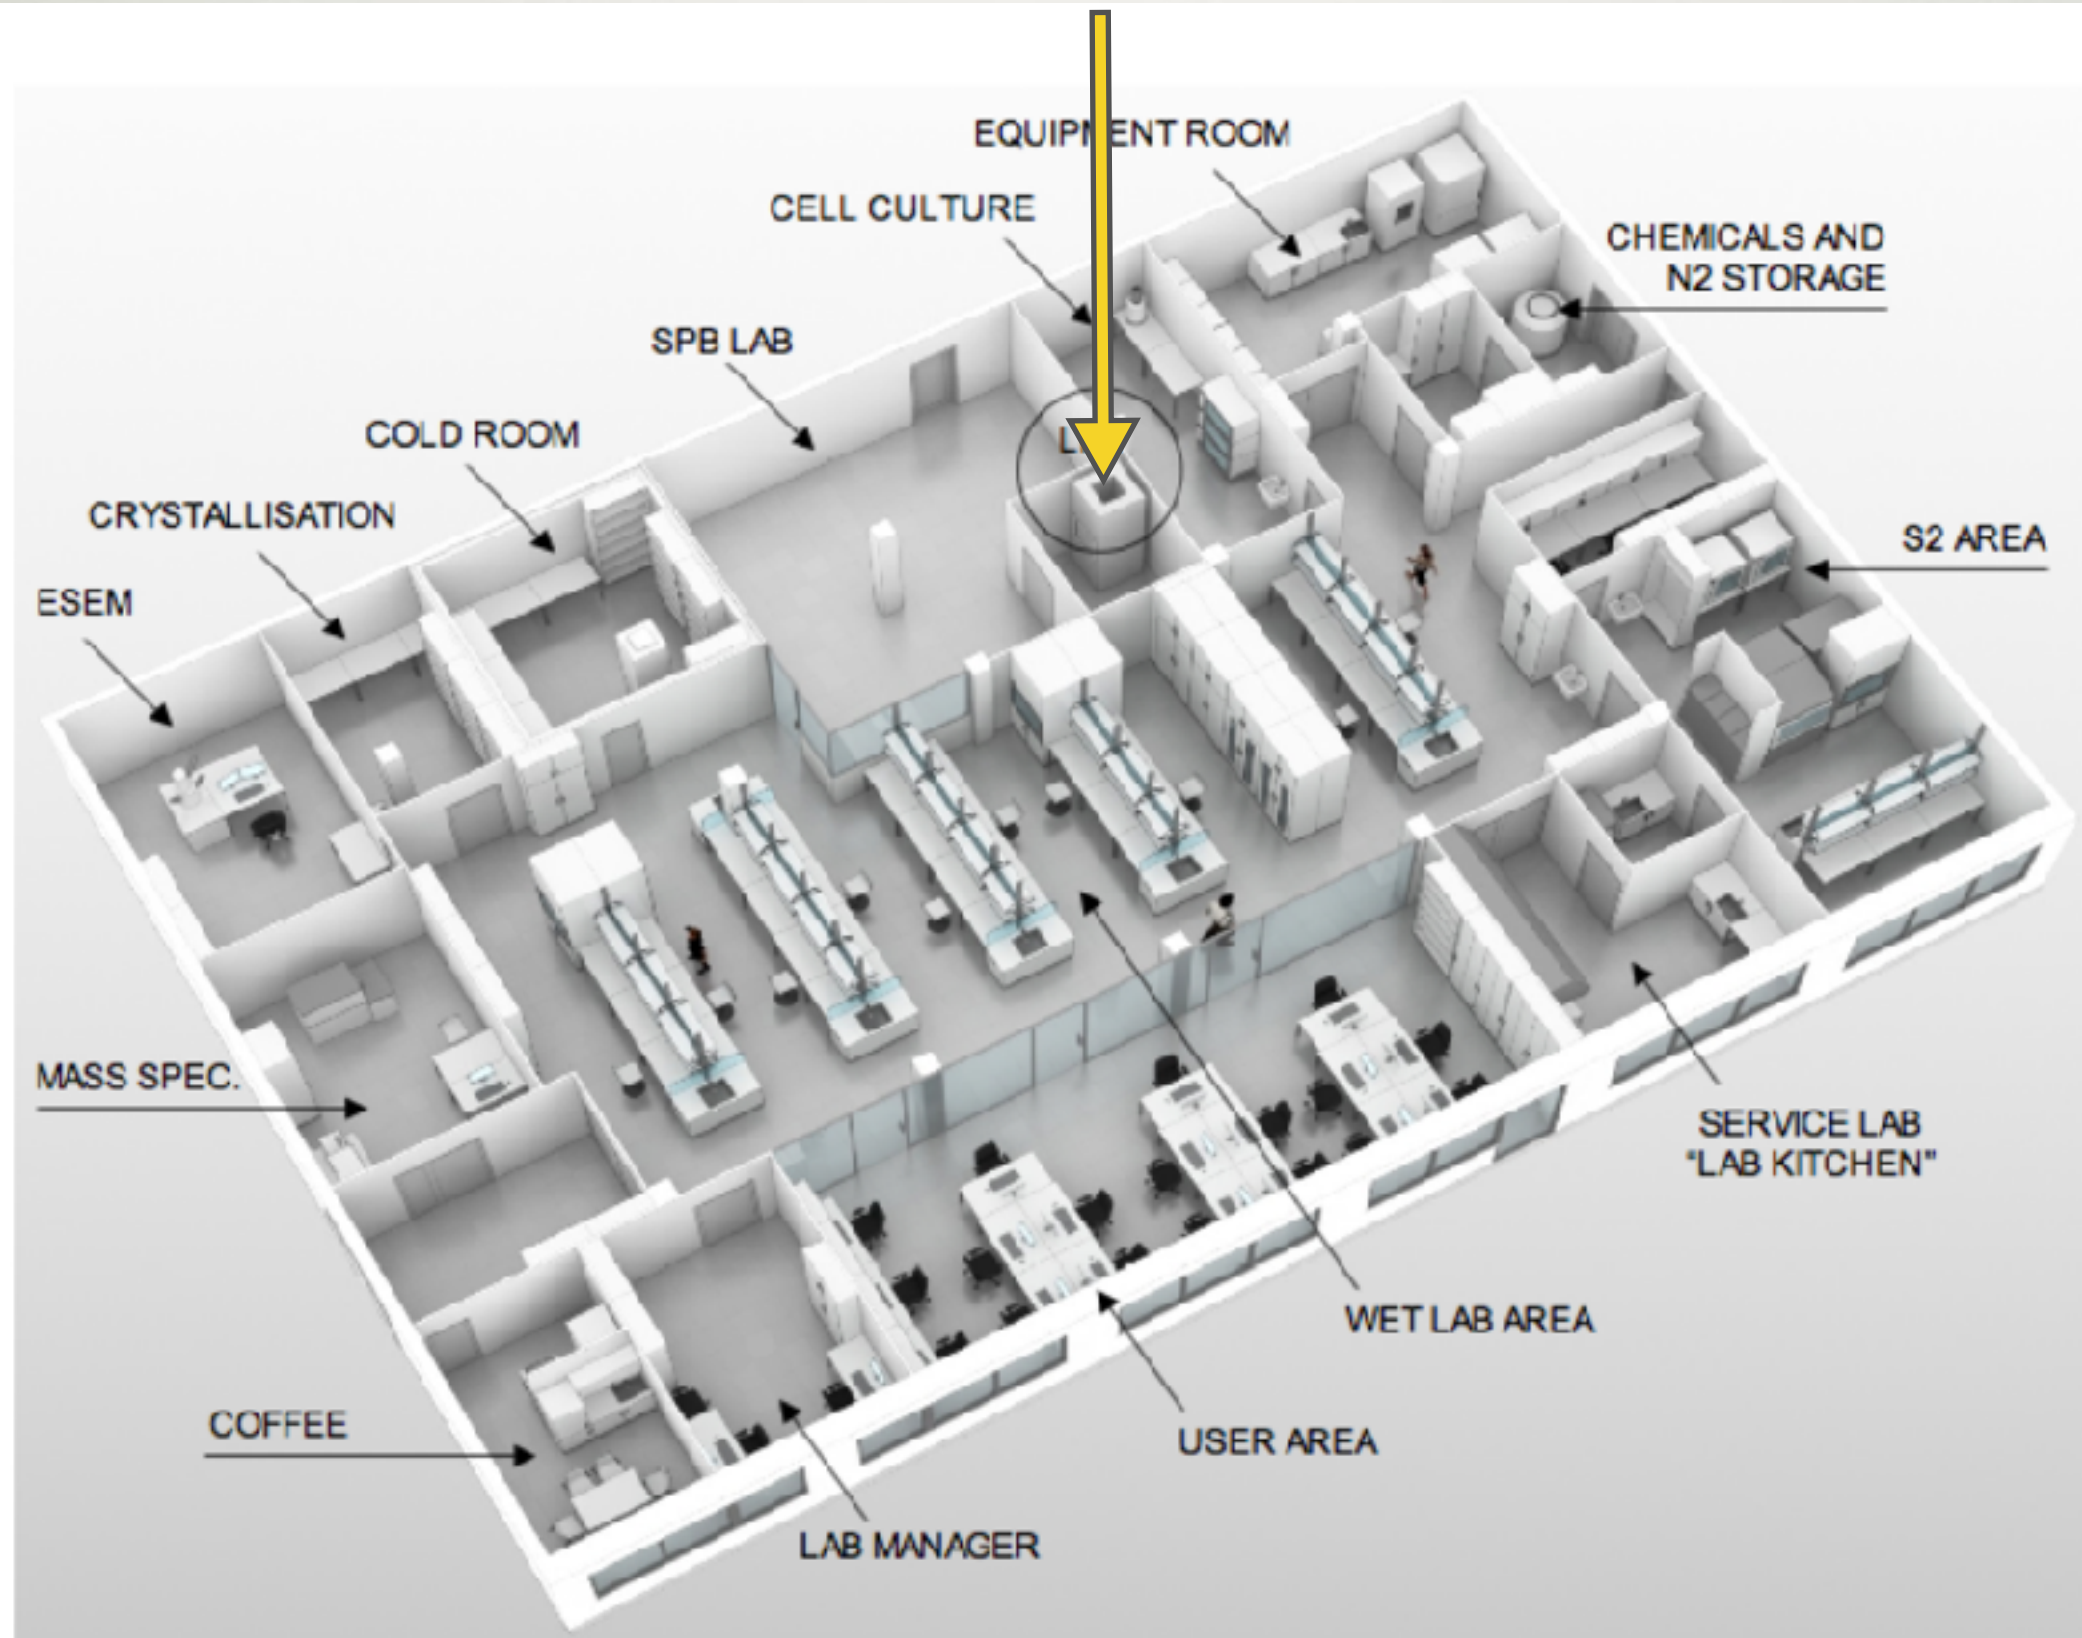 EQUIPMENT ROOM
CELL CULTURE
CHEMICALS AND
N2 STORAGE
SPB LAB
COLD ROOM
CRYSTALLISATION
S2 AREA
ESEM
MASS SPEC.
SERVICE LAB
"LAB KITCHEN"
WET LAB AREA
COFFEE
USER AREA
LAB MANAGER